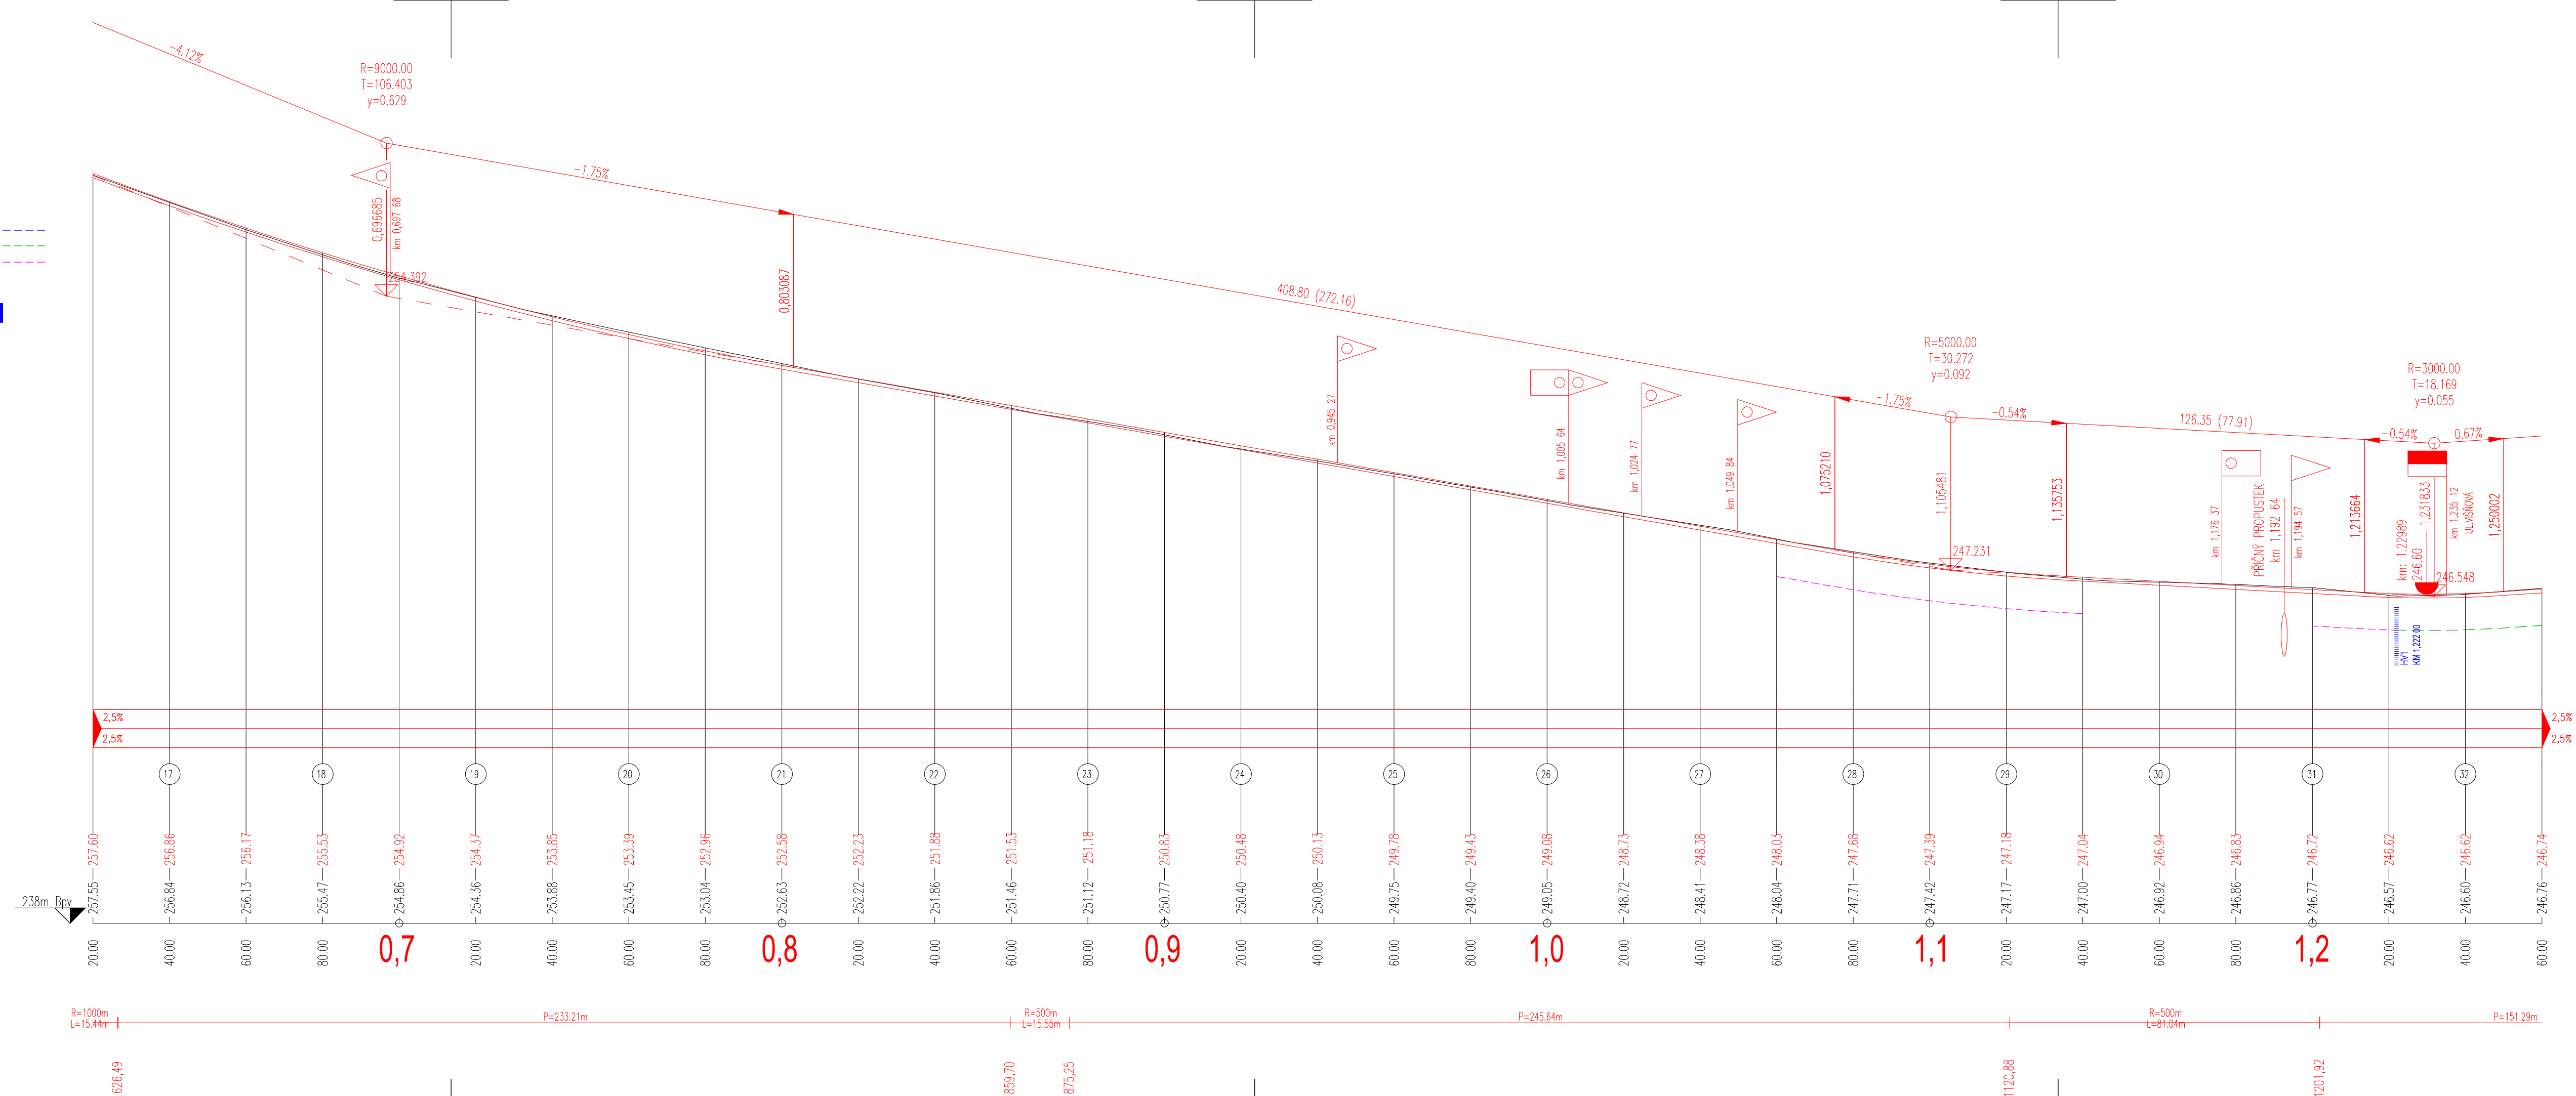 -4.12%
R=9000.00
T=106.403
y=0.629
-1.75%
0,696685
km 0,697 68
254.392
0,803087
408.80 (272.16)
km 0,945 27
km 1,005 64
km 1,024 77
km 1,049 84
1,075210
-1.75%
R=5000.00
T=30.272
y=0.092
-0.54%
1,105481
247.231
1,135753
126.35 (77.91)
km 1,176 37
PŘÍČNÝ PROPUSTEK
km 1,192 64
km 1,194 57
1,213664
-0.54%
R=3000.00
T=18.169
y=0.055
0.67%
km: 1.22989
246.60
1,231833
km 1,235 12
UL.VIŠŇOVÁ
246.548
1,250002
HV1
KM 1,222 00
2,5%
2,5%
2,5%
2,5%
17 18 19 20 21 22 23 24 25 26 27 28 29 30 31 32
257.60 256.86 256.17 255.53 254.92 254.37 253.85 253.39 252.96 252.58 252.23 251.88 251.53 251.18 250.83 250.48 250.13 249.78 249.43 249.08 248.73 248.38 248.03 247.68 247.39 247.18 247.04 246.94 246.83 246.72 246.62 246.62 246.74
257.55 256.84 256.13 255.47 254.86 254.36 253.88 253.45 253.04 252.63 252.22 251.86 251.46 251.12 250.77 250.40 250.08 249.75 249.40 249.05 248.72 248.41 248.04 247.71 247.42 247.17 247.00 246.92 246.86 246.77 246.57 246.60 246.76
238m Bpv
20.00 40.00 60.00 80.00 0,7 20.00 40.00 60.00 80.00 0,8 20.00 40.00 60.00 80.00 0,9 20.00 40.00 60.00 80.00 1,0 20.00 40.00 60.00 80.00 1,1 20.00 40.00 60.00 80.00 1,2 20.00 40.00 60.00
R=1000m
L=15.44m
P=233.21m
R=500m
L=15.55m
P=245.64m
R=500m
L=81.04m
P=151.29m
626,49
859,70
875,25
1120,88
1201,92